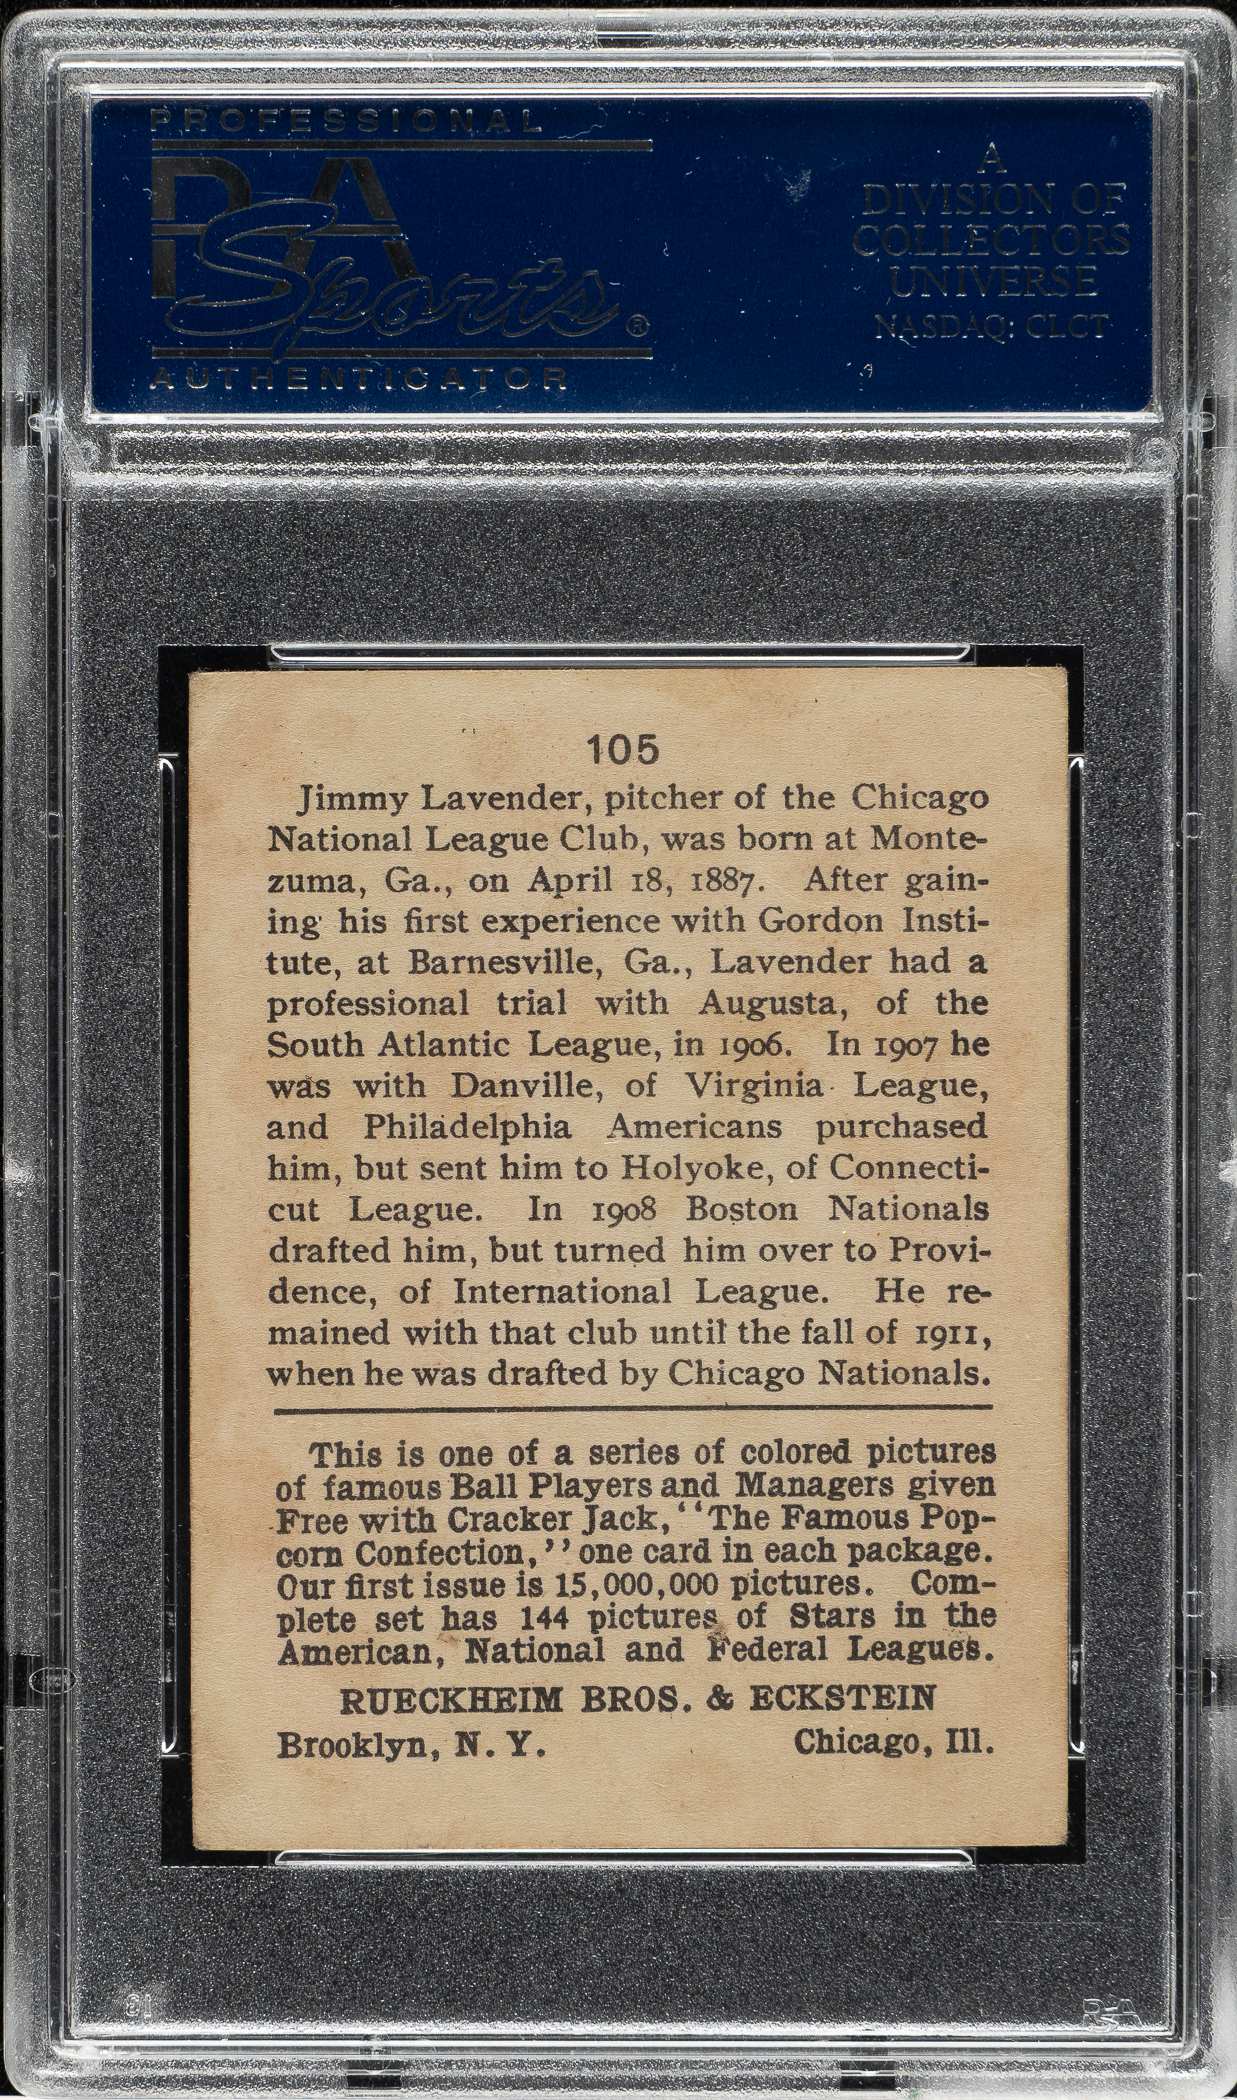 PROFESSIONAL
PSA
Sports®
AUTHENTICATOR
A
DIVISION OF
COLLECTORS
UNIVERSE
NASDAQ: CLCT
105
Jimmy Lavender, pitcher of the Chicago
National League Club, was born at Monte-
zuma, Ga., on April 18, 1887. After gain-
ing his first experience with Gordon Insti-
tute, at Barnesville, Ga., Lavender had a
professional trial with Augusta, of the
South Atlantic League, in 1906. In 1907 he
was with Danville, of Virginia League,
and Philadelphia Americans purchased
him, but sent him to Holyoke, of Connecti-
cut League. In 1908 Boston Nationals
drafted him, but turned him over to Provi-
dence, of International League. He re-
mained with that club until the fall of 1911,
when he was drafted by Chicago Nationals.
This is one of a series of colored pictures
of famous Ball Players and Managers given
Free with Cracker Jack, "The Famous Pop-
corn Confection," one card in each package.
Our first issue is 15,000,000 pictures. Com-
plete set has 144 pictures of Stars in the
American, National and Federal Leagues.
RUECKHEIM BROS. & ECKSTEIN
Brooklyn, N. Y. Chicago, Ill.
PSA